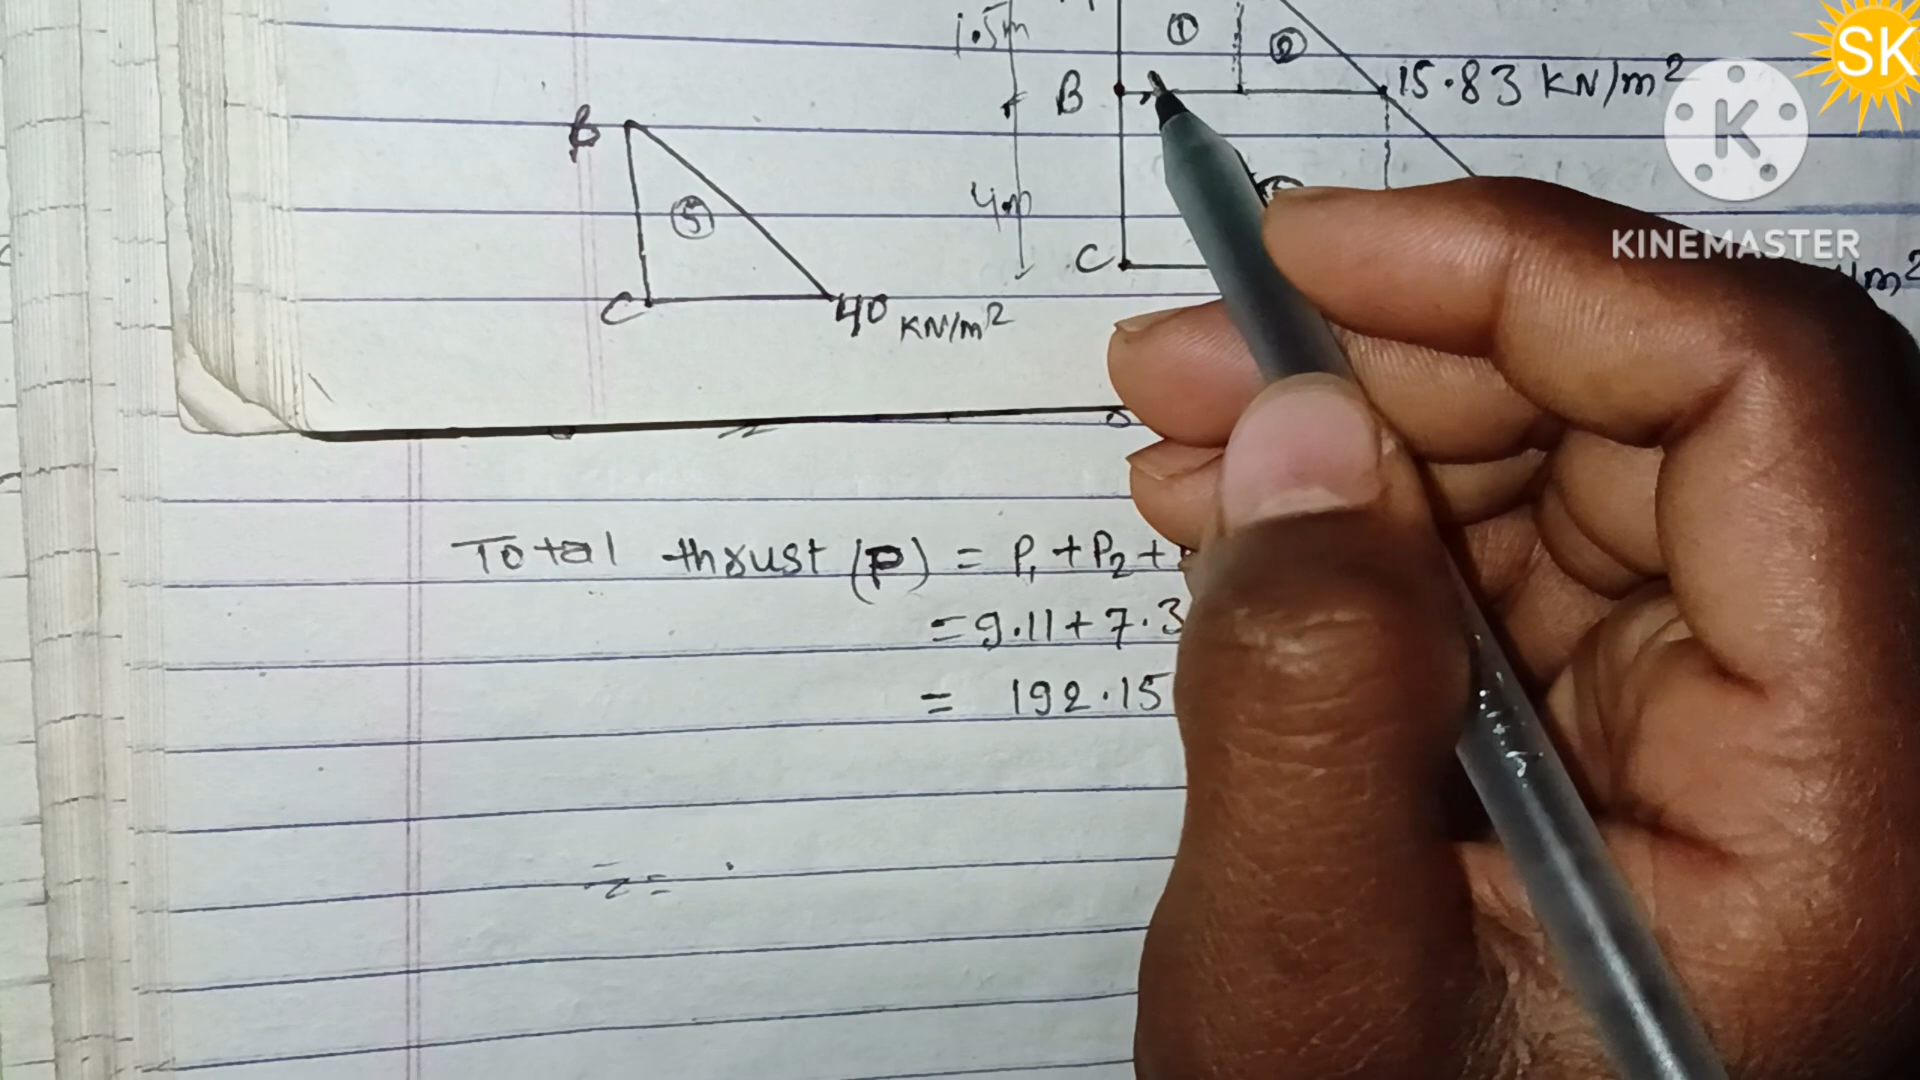 1.5m
①
②
B
15.83 KN/m²
SK
K
KINEMASTER
B
⑤
4m
C
/m²
C
40 KN/m²
Total thrust (P) = P₁ + P₂ +
= 9.11 + 7.3
= 192.15
z̄ =